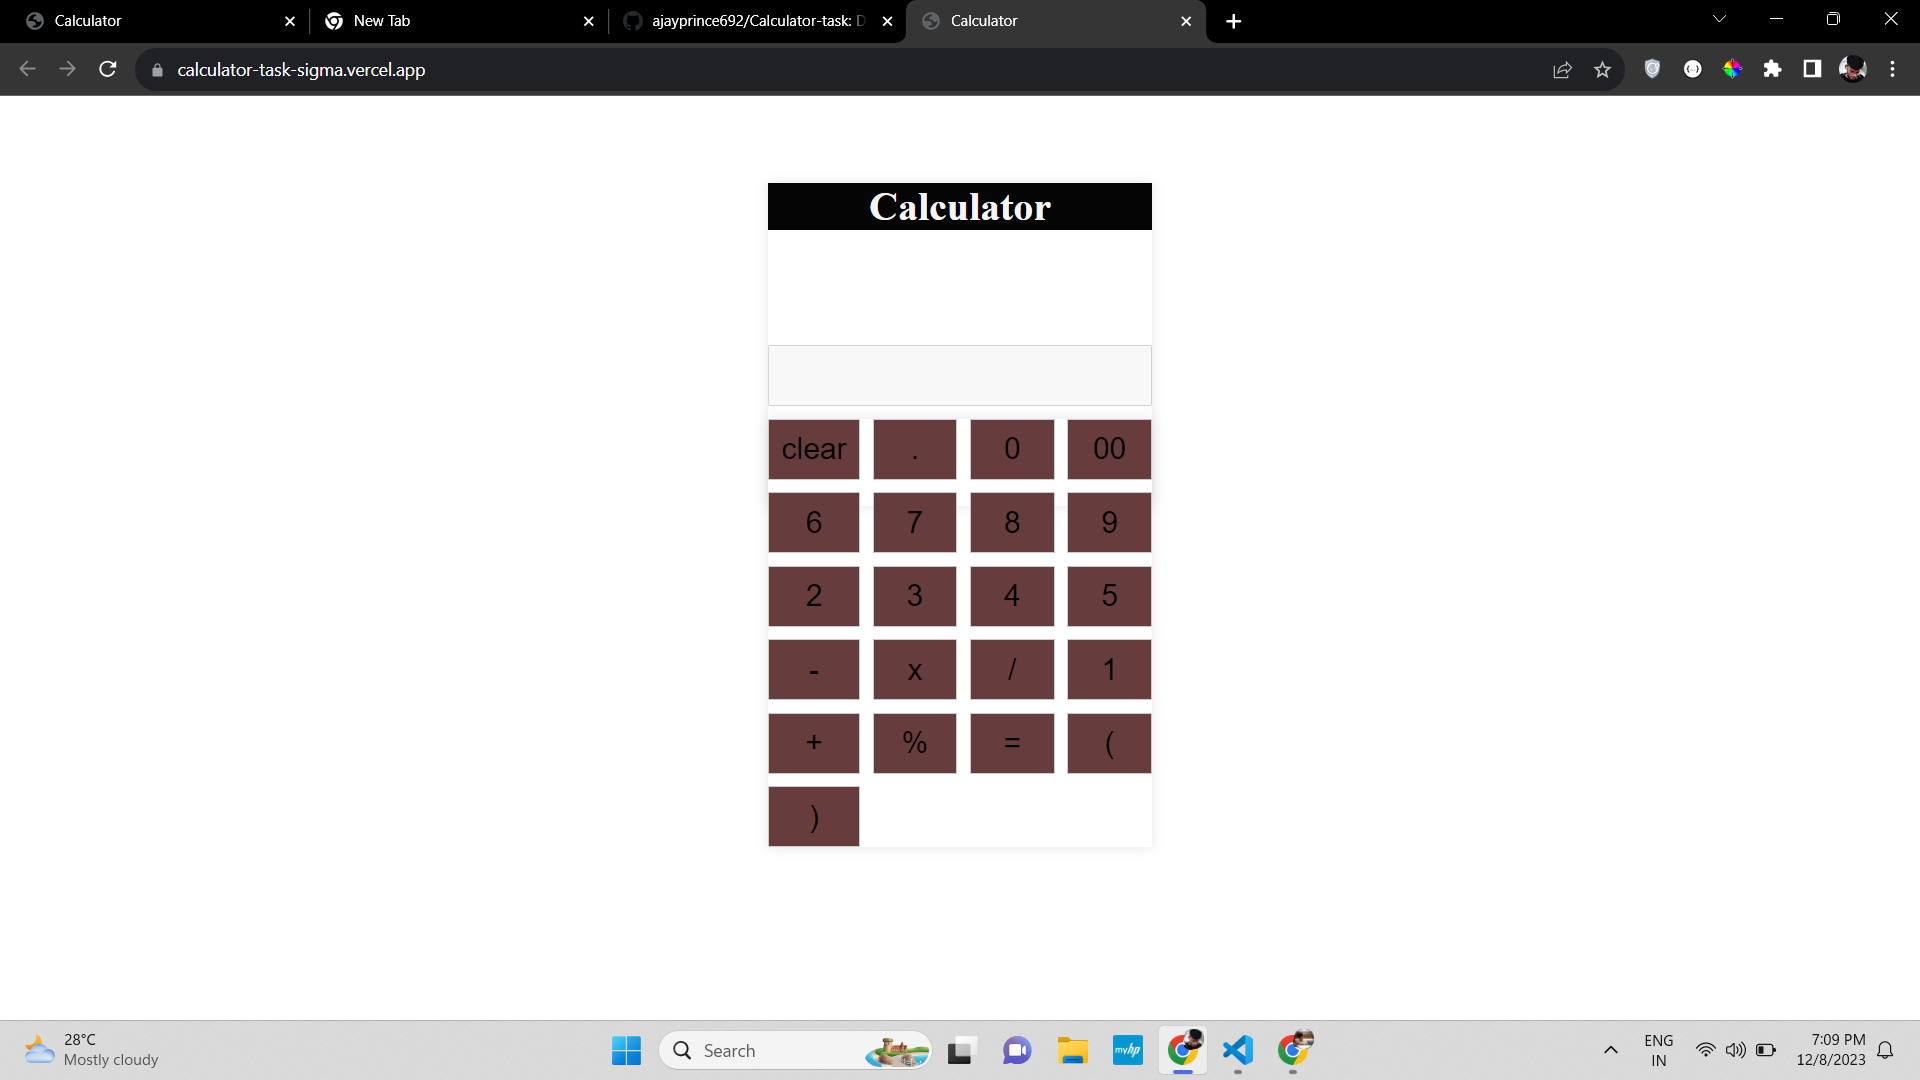 Calculator
New Tab
ajayprince692/Calculator-task: D
Calculator
calculator-task-sigma.vercel.app
Calculator
clear . 0 00
6 7 8 9
2 3 4 5
- x / 1
+ % = (
)
28°C
Mostly cloudy
Search
myhp
ENG
IN
7:09 PM
12/8/2023